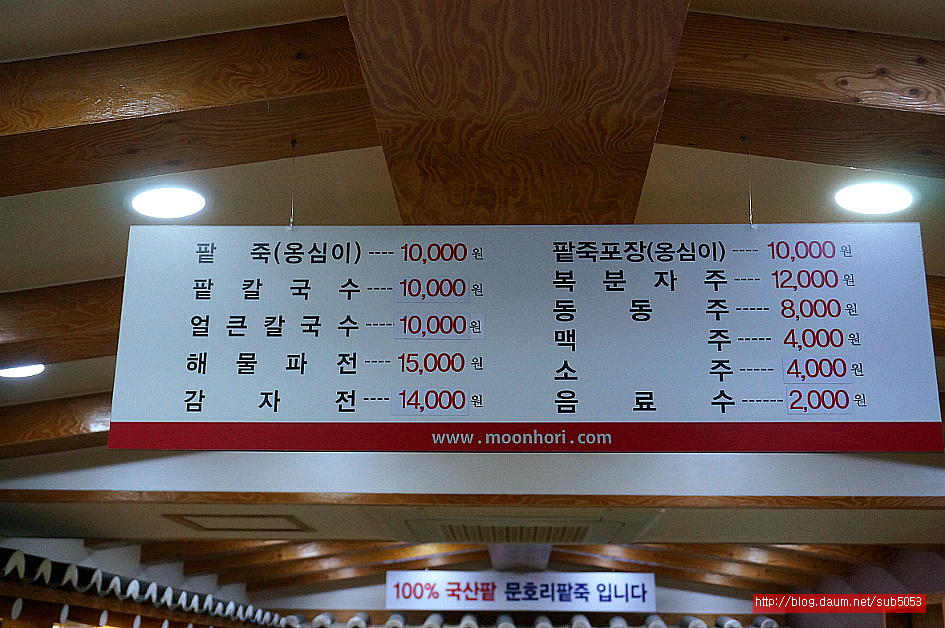 팥 죽(옹심이) ---- 10,000 원
팥 칼 국 수 ---- 10,000 원
얼 큰 칼 국 수 ---- 10,000 원
해 물 파 전 ---- 15,000 원
감 자 전 ---- 14,000 원
팥죽포장(옹심이) ---- 10,000 원
복 분 자 주 ---- 12,000 원
동 동 주 ----- 8,000 원
맥 주 ----- 4,000 원
소 주 ----- 4,000 원
음 료 수 ------- 2,000 원
www.moonhori.com
100% 국산팥 문호리팥죽 입니다
http://blog.daum.net/sub5053